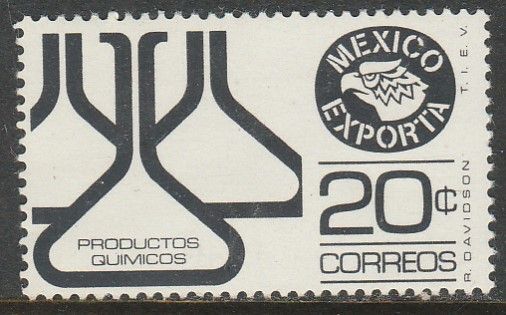 MEXICO
EXPORTA
20¢
CORREOS
PRODUCTOS
QUIMICOS
R. DAVIDSON
T. I. E. V.